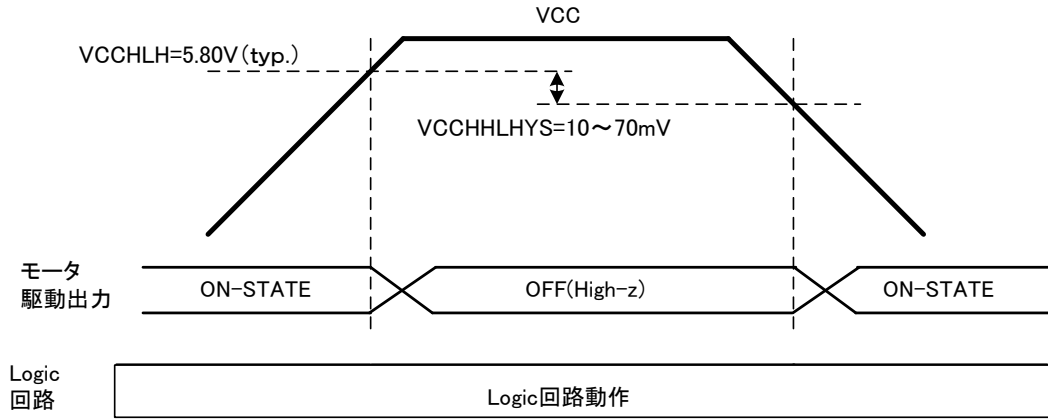 VCC
VCCHLH=5.80V(typ.)
VCCHHLHYS=10～70mV
モータ
駆動出力
ON-STATE
OFF(High-z)
ON-STATE
Logic
回路
Logic回路動作